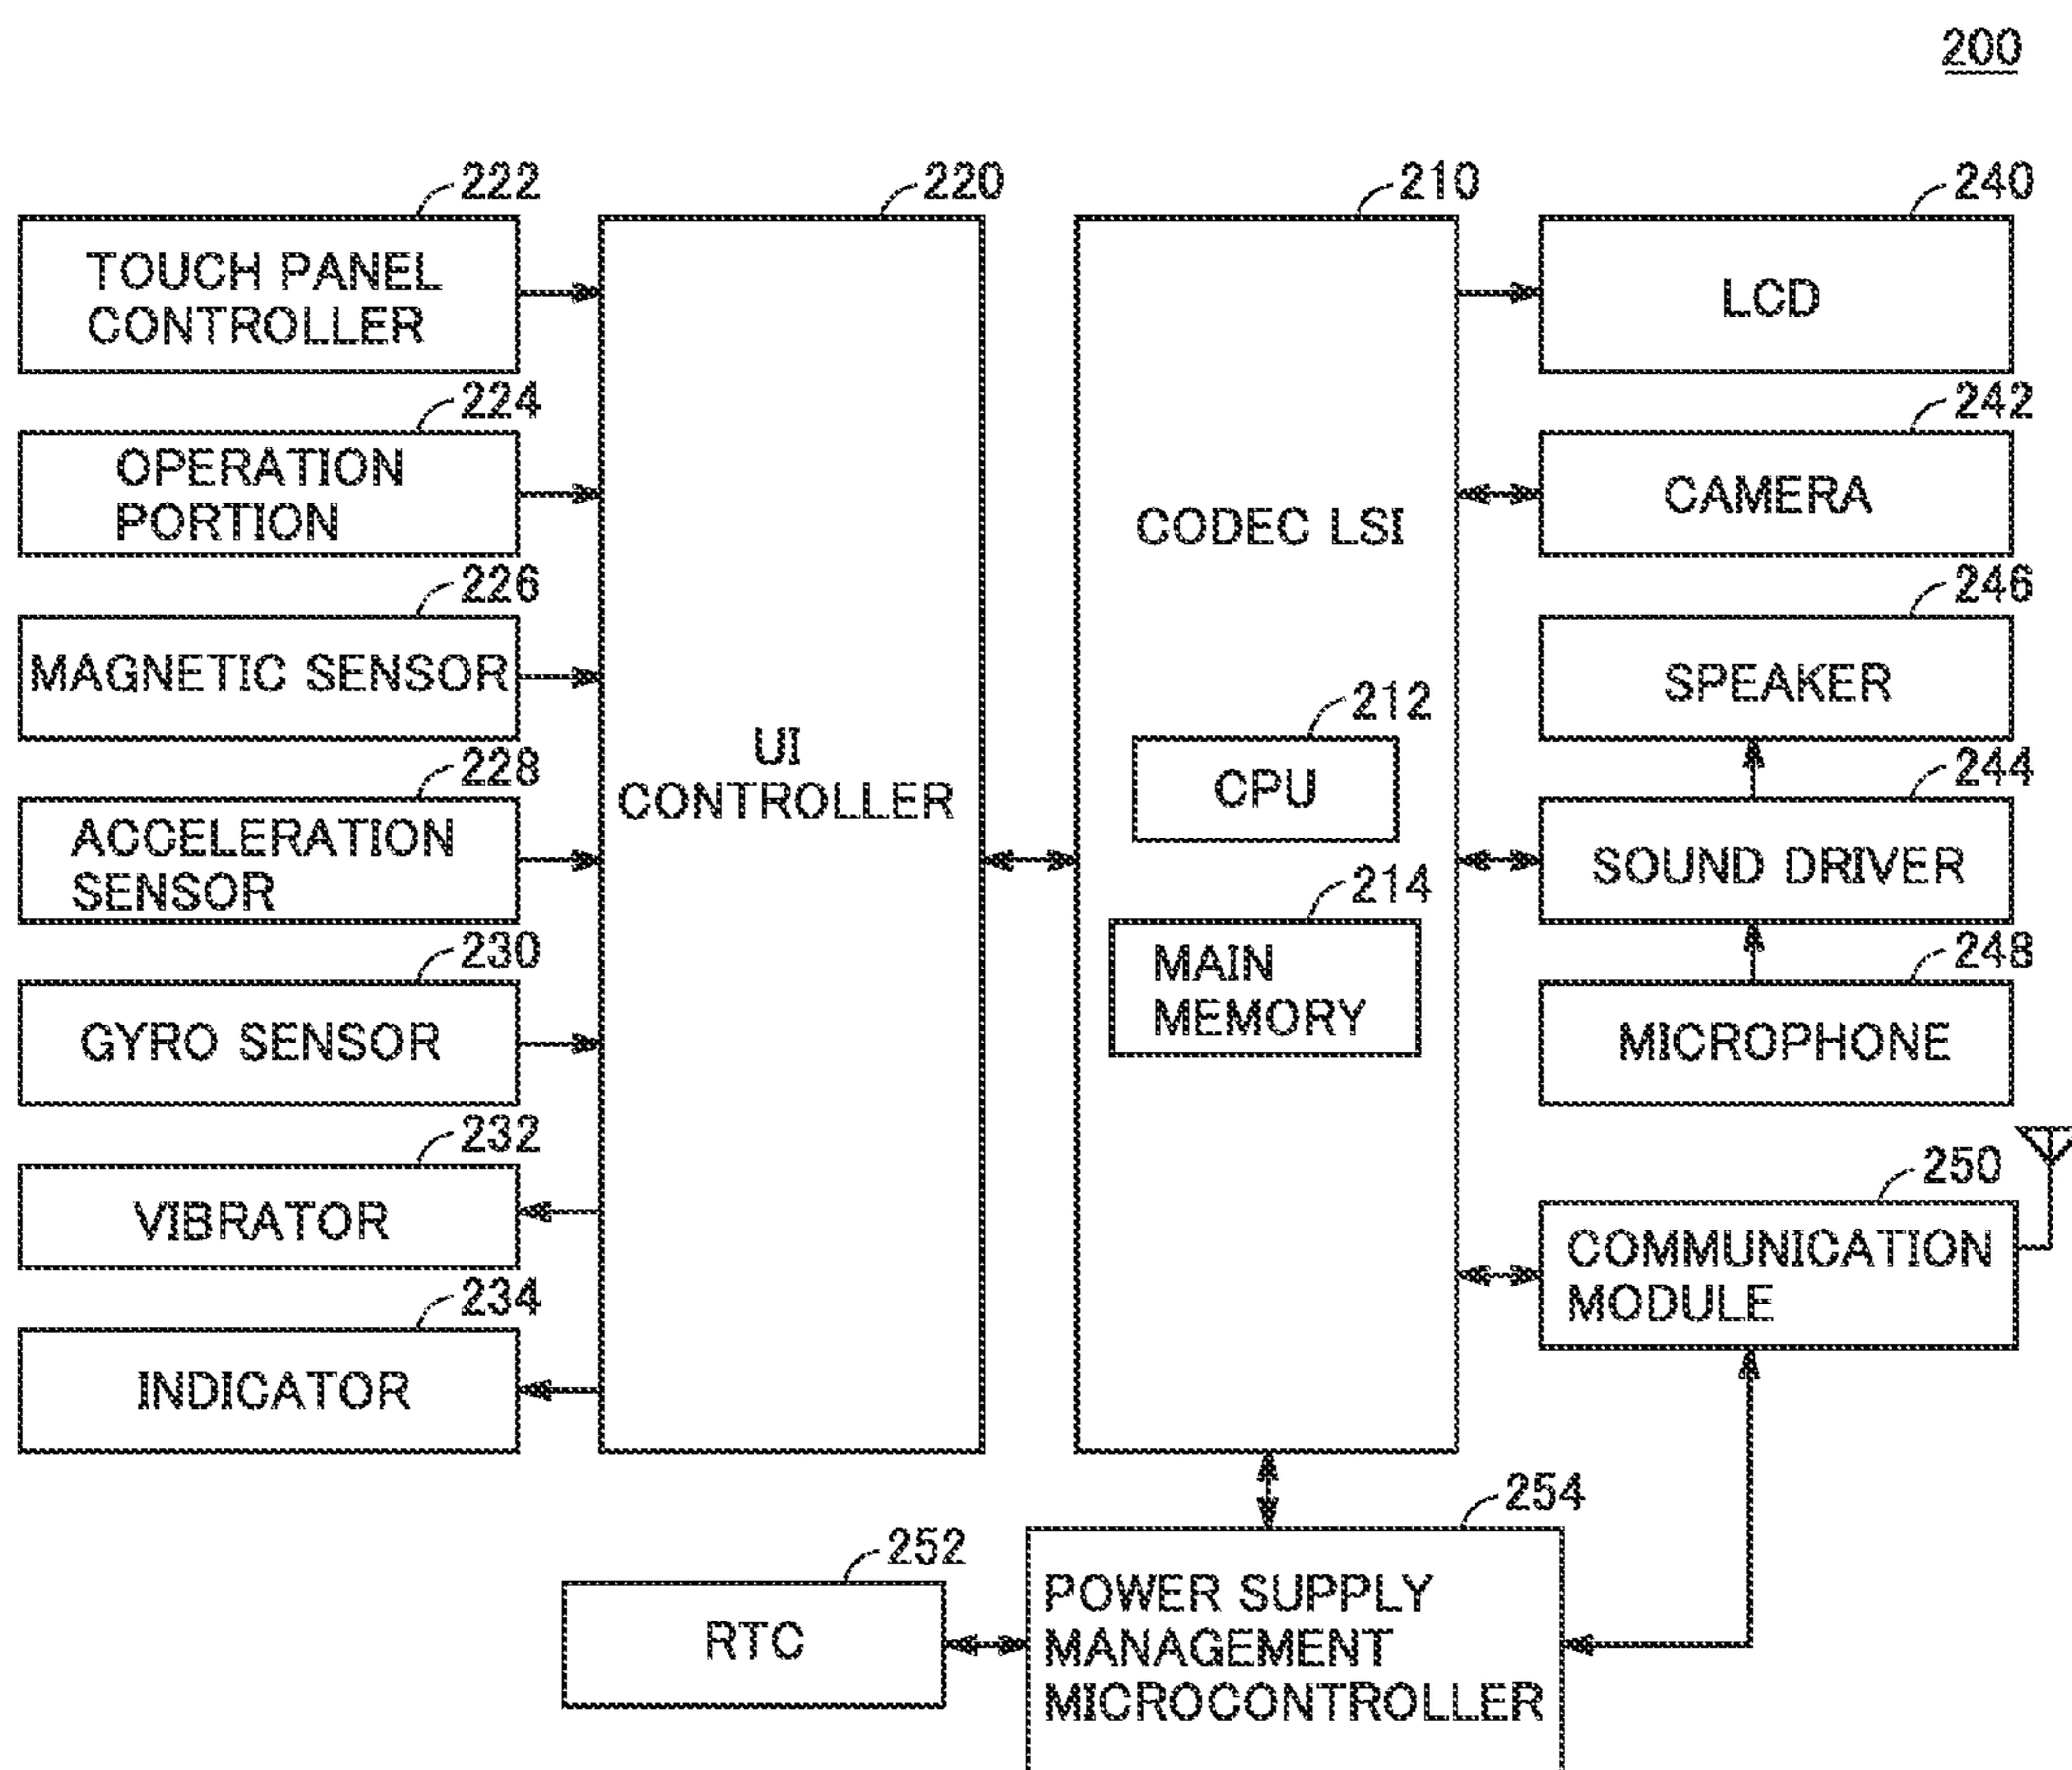 200
222
TOUCH PANEL
CONTROLLER
224
OPERATION
PORTION
226
MAGNETIC SENSOR
228
ACCELERATION
SENSOR
230
GYRO SENSOR
232
VIBRATOR
234
INDICATOR
220
UI
CONTROLLER
210
CODEC LSI
212
CPU
214
MAIN
MEMORY
240
LCD
242
CAMERA
246
SPEAKER
244
SOUND DRIVER
248
MICROPHONE
250
COMMUNICATION
MODULE
252
RTC
254
POWER SUPPLY
MANAGEMENT
MICROCONTROLLER